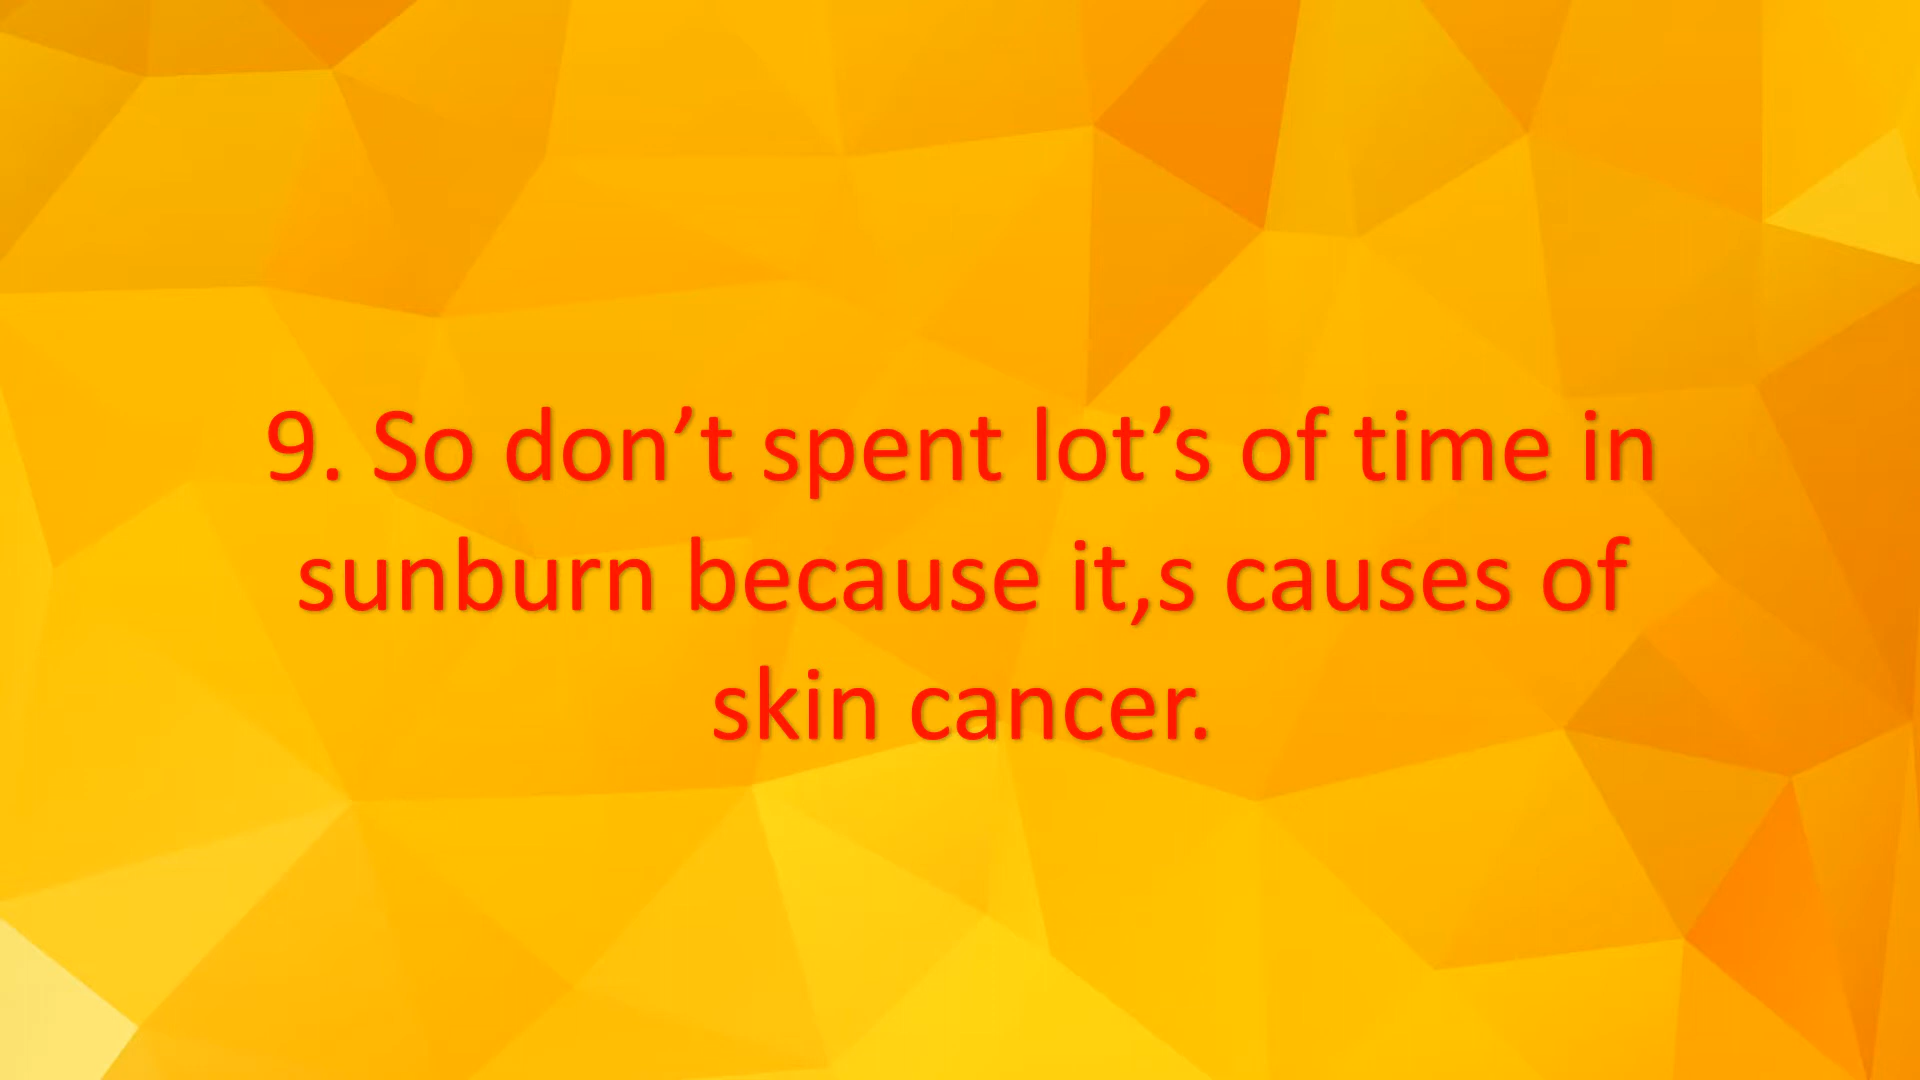 9. So don’t spent lot’s of time in
sunburn because it,s causes of
skin cancer.